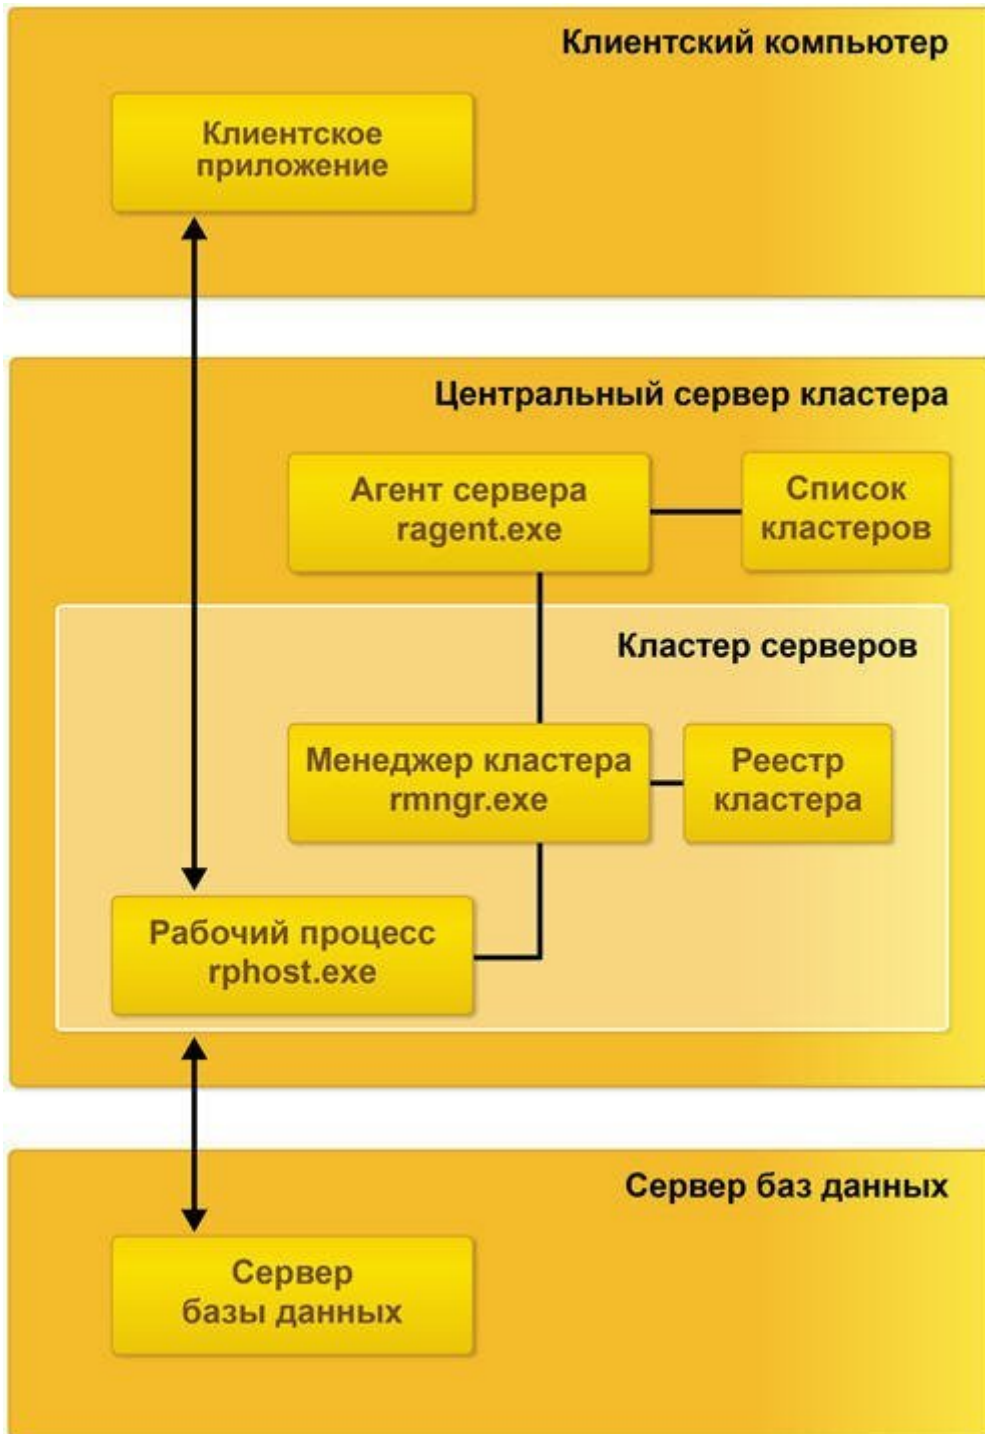 Клиентский компьютер
Клиентское
приложение
Центральный сервер кластера
Агент сервера
ragent.exe
Список
кластеров
Кластер серверов
Менеджер кластера
rmngr.exe
Реестр
кластера
Рабочий процесс
rphost.exe
Сервер баз данных
Сервер
базы данных